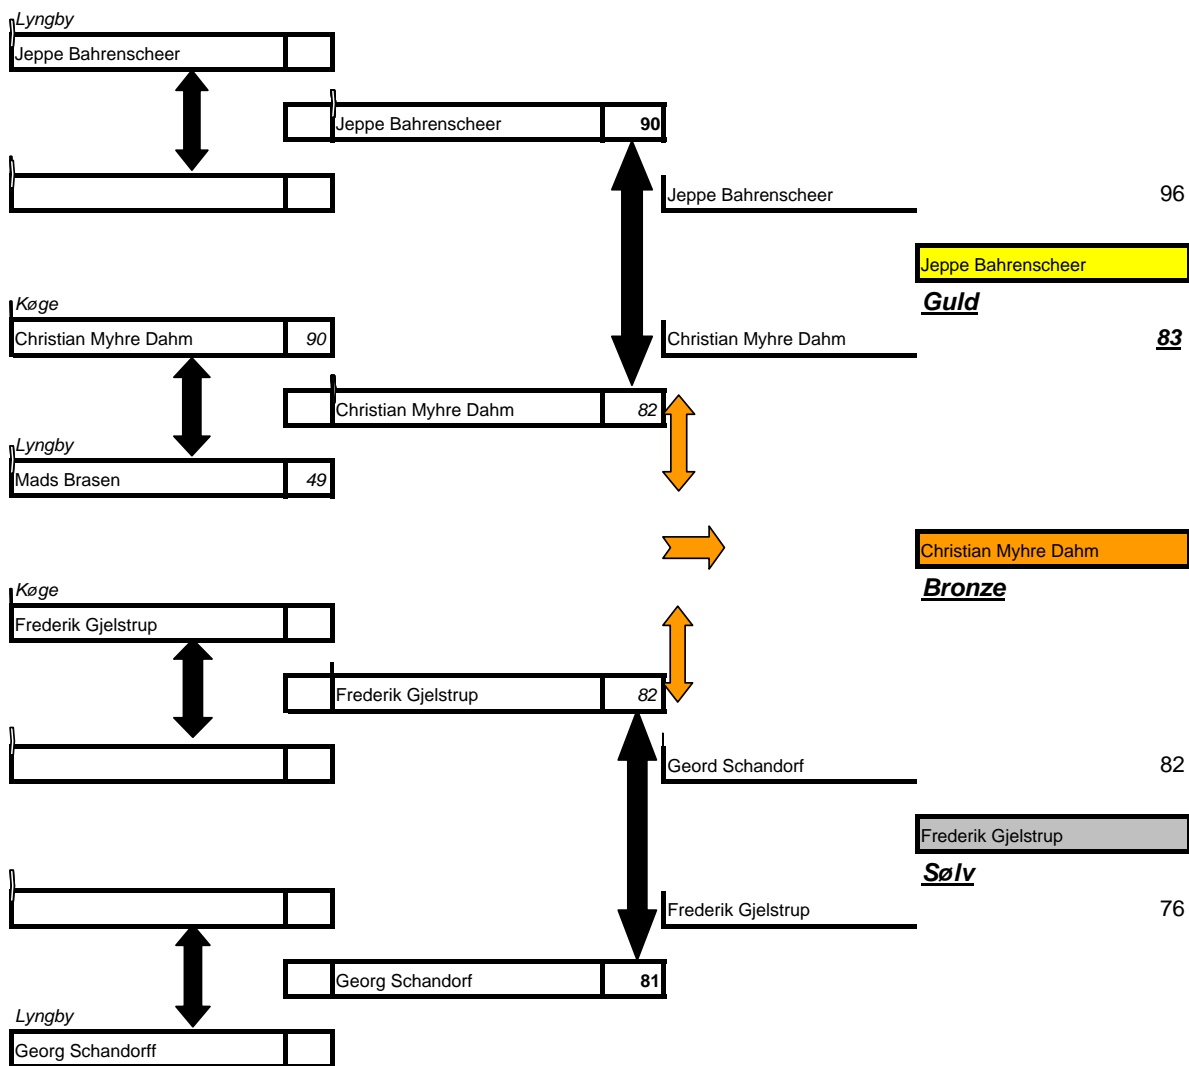 Lyngby
Jeppe Bahrenscheer
Jeppe Bahrenscheer 90
Jeppe Bahrenscheer 96
Jeppe Bahrenscheer
Guld
Køge
Christian Myhre Dahm 90
Christian Myhre Dahm 83
Christian Myhre Dahm 82
Lyngby
Mads Brasen 49
Christian Myhre Dahm
Bronze
Køge
Frederik Gjelstrup
Frederik Gjelstrup 82
Geord Schandorf 82
Frederik Gjelstrup
Sølv
Frederik Gjelstrup 76
Georg Schandorf 81
Lyngby
Georg Schandorff